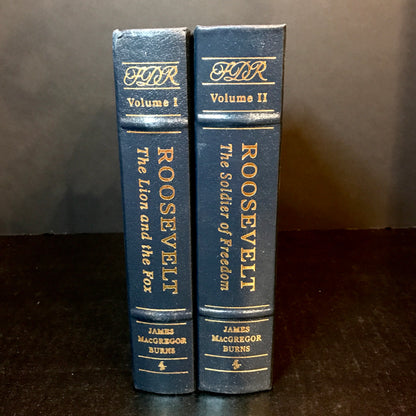 FDR
Volume I
ROOSEVELT
The Lion and the Fox
JAMES
MACGREGOR
BURNS
FDR
Volume II
ROOSEVELT
The Soldier of Freedom
JAMES
MACGREGOR
BURNS